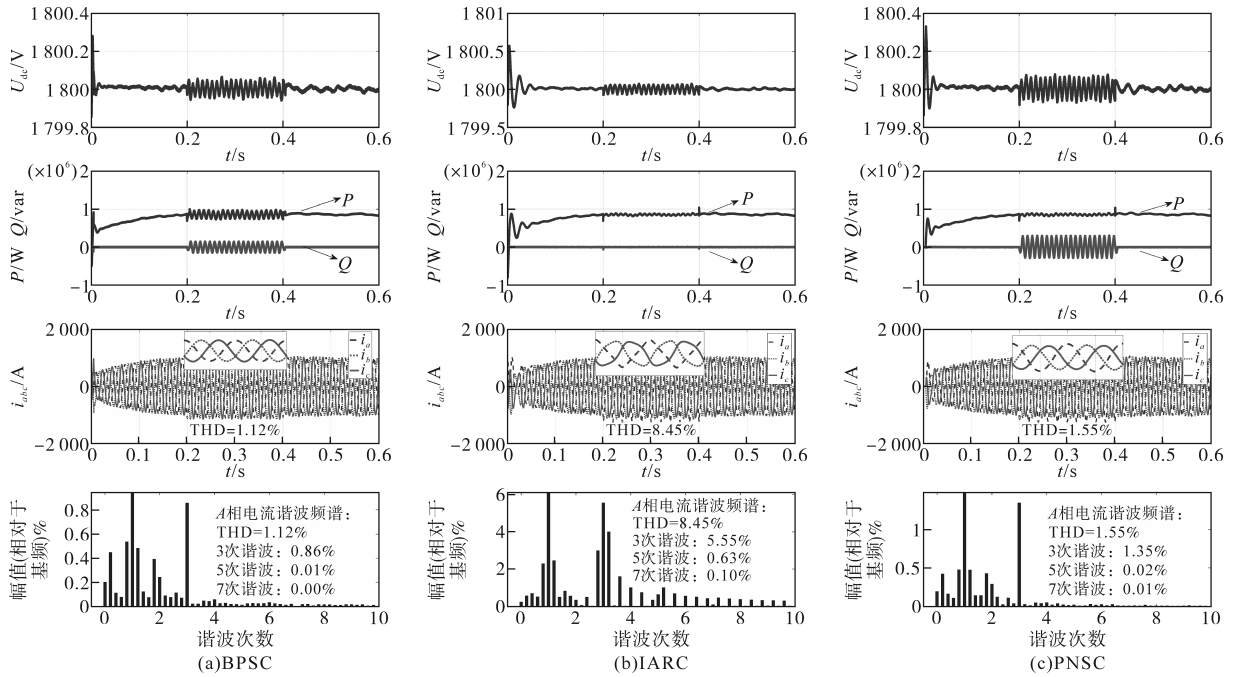 1 800.4
1 800.2
1 800
1 799.8
U_dc/V
0
0.2
0.4
0.6
t/s
(×10⁶) 2
1
0
−1
P/W Q/var
P
Q
0
0.2
0.4
0.6
t/s
2 000
0
−2 000
i_abc/A
i_a
i_b
i_c
THD=1.12%
0
0.1
0.2
0.3
0.4
0.5
0.6
t/s
0.8
0.6
0.4
0.2
0
幅值(相对于
基频)%
A相电流谐波频谱：
THD=1.12%
3次谐波：0.86%
5次谐波：0.01%
7次谐波：0.00%
0
2
4
6
8
10
谐波次数
(a)BPSC
1 801
1 800.5
1 800
1 799.5
U_dc/V
0
0.2
0.4
0.6
t/s
(×10⁶) 2
1
0
−1
P/W Q/var
P
Q
0
0.2
0.4
0.6
t/s
2 000
0
−2 000
i_abc/A
i_a
i_b
i_c
THD=8.45%
0
0.1
0.2
0.3
0.4
0.5
0.6
t/s
6
4
2
0
幅值(相对于
基频)%
A相电流谐波频谱：
THD=8.45%
3次谐波：5.55%
5次谐波：0.63%
7次谐波：0.10%
0
2
4
6
8
10
谐波次数
(b)IARC
1 800.4
1 800.2
1 800
1 799.8
U_dc/V
0
0.2
0.4
0.6
t/s
(×10⁶) 2
1
0
−1
P/W Q/var
P
Q
0
0.2
0.4
0.6
t/s
2 000
0
−2 000
i_abc/A
i_a
i_b
i_c
THD=1.55%
0
0.1
0.2
0.3
0.4
0.5
0.6
t/s
1
0.5
0
幅值(相对于
基频)%
A相电流谐波频谱：
THD=1.55%
3次谐波：1.35%
5次谐波：0.02%
7次谐波：0.01%
0
2
4
6
8
10
谐波次数
(c)PNSC